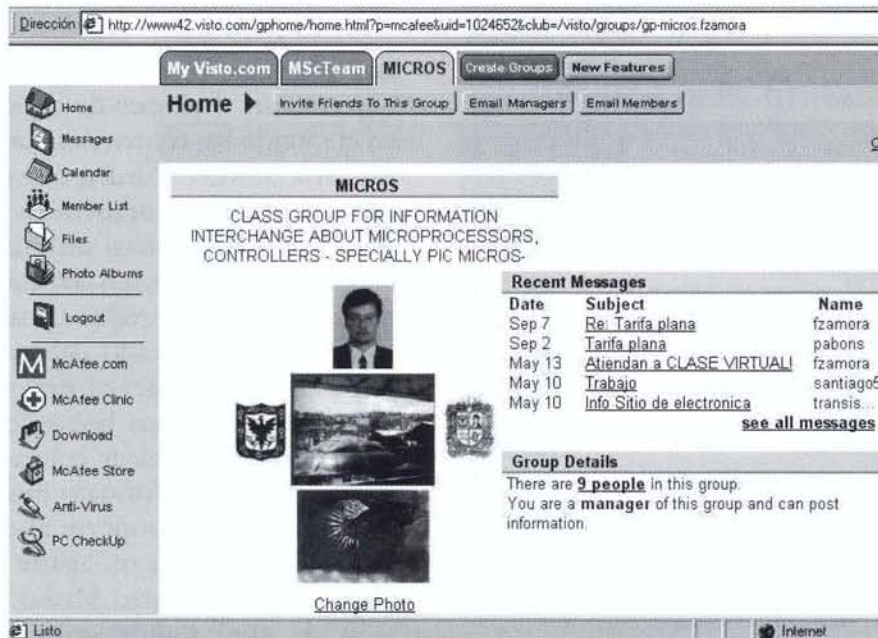 Dirección http://www42.visto.com/gphome/home.html?p=mcafee&uid=1024652&club=/visto/groups/gp-micros.fzamora
My Visto.com MScTeam MICROS Create Groups New Features
Home Invite Friends To This Group Email Managers Email Members
Home
Messages
Calendar
Member List
Files
Photo Albums
Logout
McAfee.com
McAfee Clinic
Download
McAfee Store
Anti-Virus
PC CheckUp
MICROS
CLASS GROUP FOR INFORMATION
INTERCHANGE ABOUT MICROPROCESSORS,
CONTROLLERS - SPECIALLY PIC MICROS-
Change Photo
Recent Messages
Date Subject Name
Sep 7 Re: Tarifa plana fzamora
Sep 2 Tarifa plana pabons
May 13 Atiendan a CLASE VIRTUAL! fzamora
May 10 Trabajo santiago5
May 10 Info Sitio de electronica transis...
see all messages
Group Details
There are 9 people in this group.
You are a manager of this group and can post
information.
Listo Internet